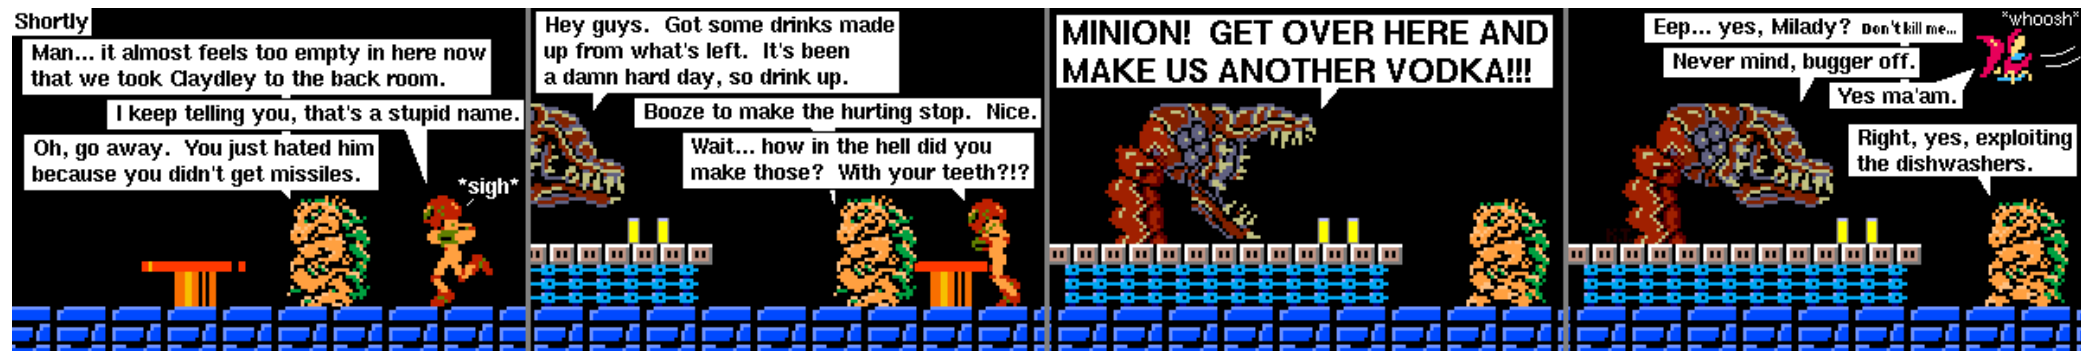 Shortly
Man... it almost feels too empty in here now
that we took Claydley to the back room.
I keep telling you, that's a stupid name.
Oh, go away. You just hated him
because you didn't get missiles.
*sigh*
Hey guys. Got some drinks made
up from what's left. It's been
a damn hard day, so drink up.
Booze to make the hurting stop. Nice.
Wait... how in the hell did you
make those? With your teeth?!?
MINION! GET OVER HERE AND
MAKE US ANOTHER VODKA!!!
*whoosh*
Eep... yes, Milady? Don't kill me...
Never mind, bugger off.
Yes ma'am.
Right, yes, exploiting
the dishwashers.